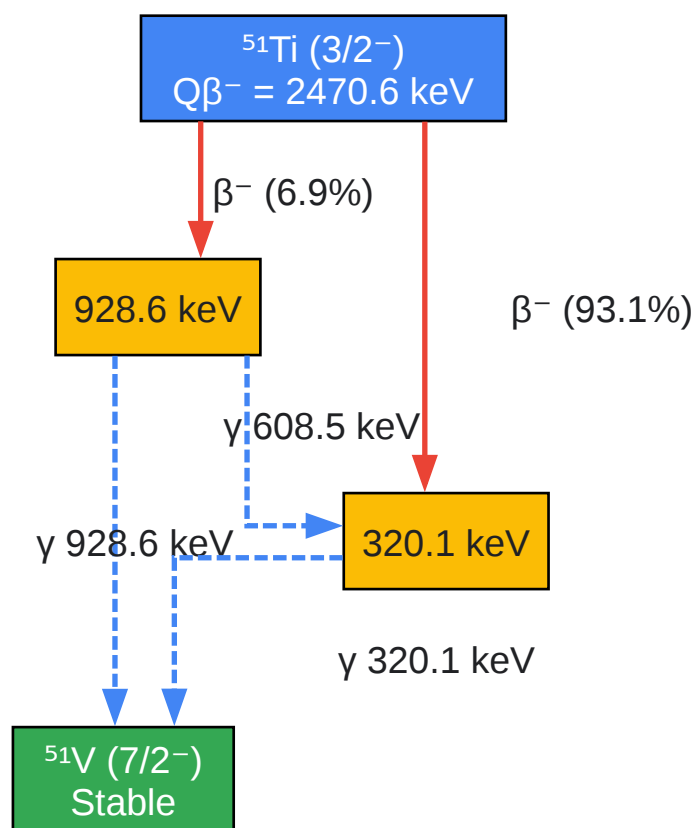 ⁵¹Ti (3/2⁻)
Qβ⁻ = 2470.6 keV
β⁻ (6.9%)
928.6 keV
β⁻ (93.1%)
γ 608.5 keV
γ 928.6 keV
320.1 keV
γ 320.1 keV
⁵¹V (7/2⁻)
Stable